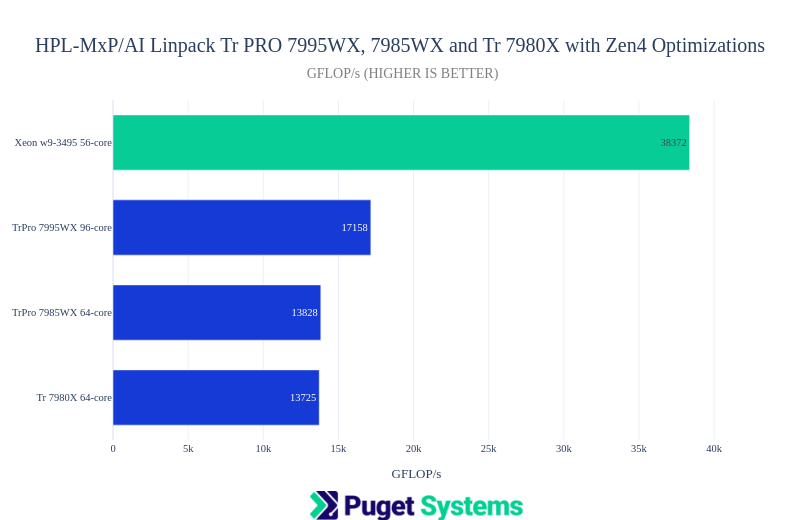 HPL-MxP/AI Linpack Tr PRO 7995WX, 7985WX and Tr 7980X with Zen4 Optimizations
GFLOP/s (HIGHER IS BETTER)
Xeon w9-3495 56-core
38372
TrPro 7995WX 96-core
17158
TrPro 7985WX 64-core
13828
Tr 7980X 64-core
13725
0 5k 10k 15k 20k 25k 30k 35k 40k
GFLOP/s
Puget Systems